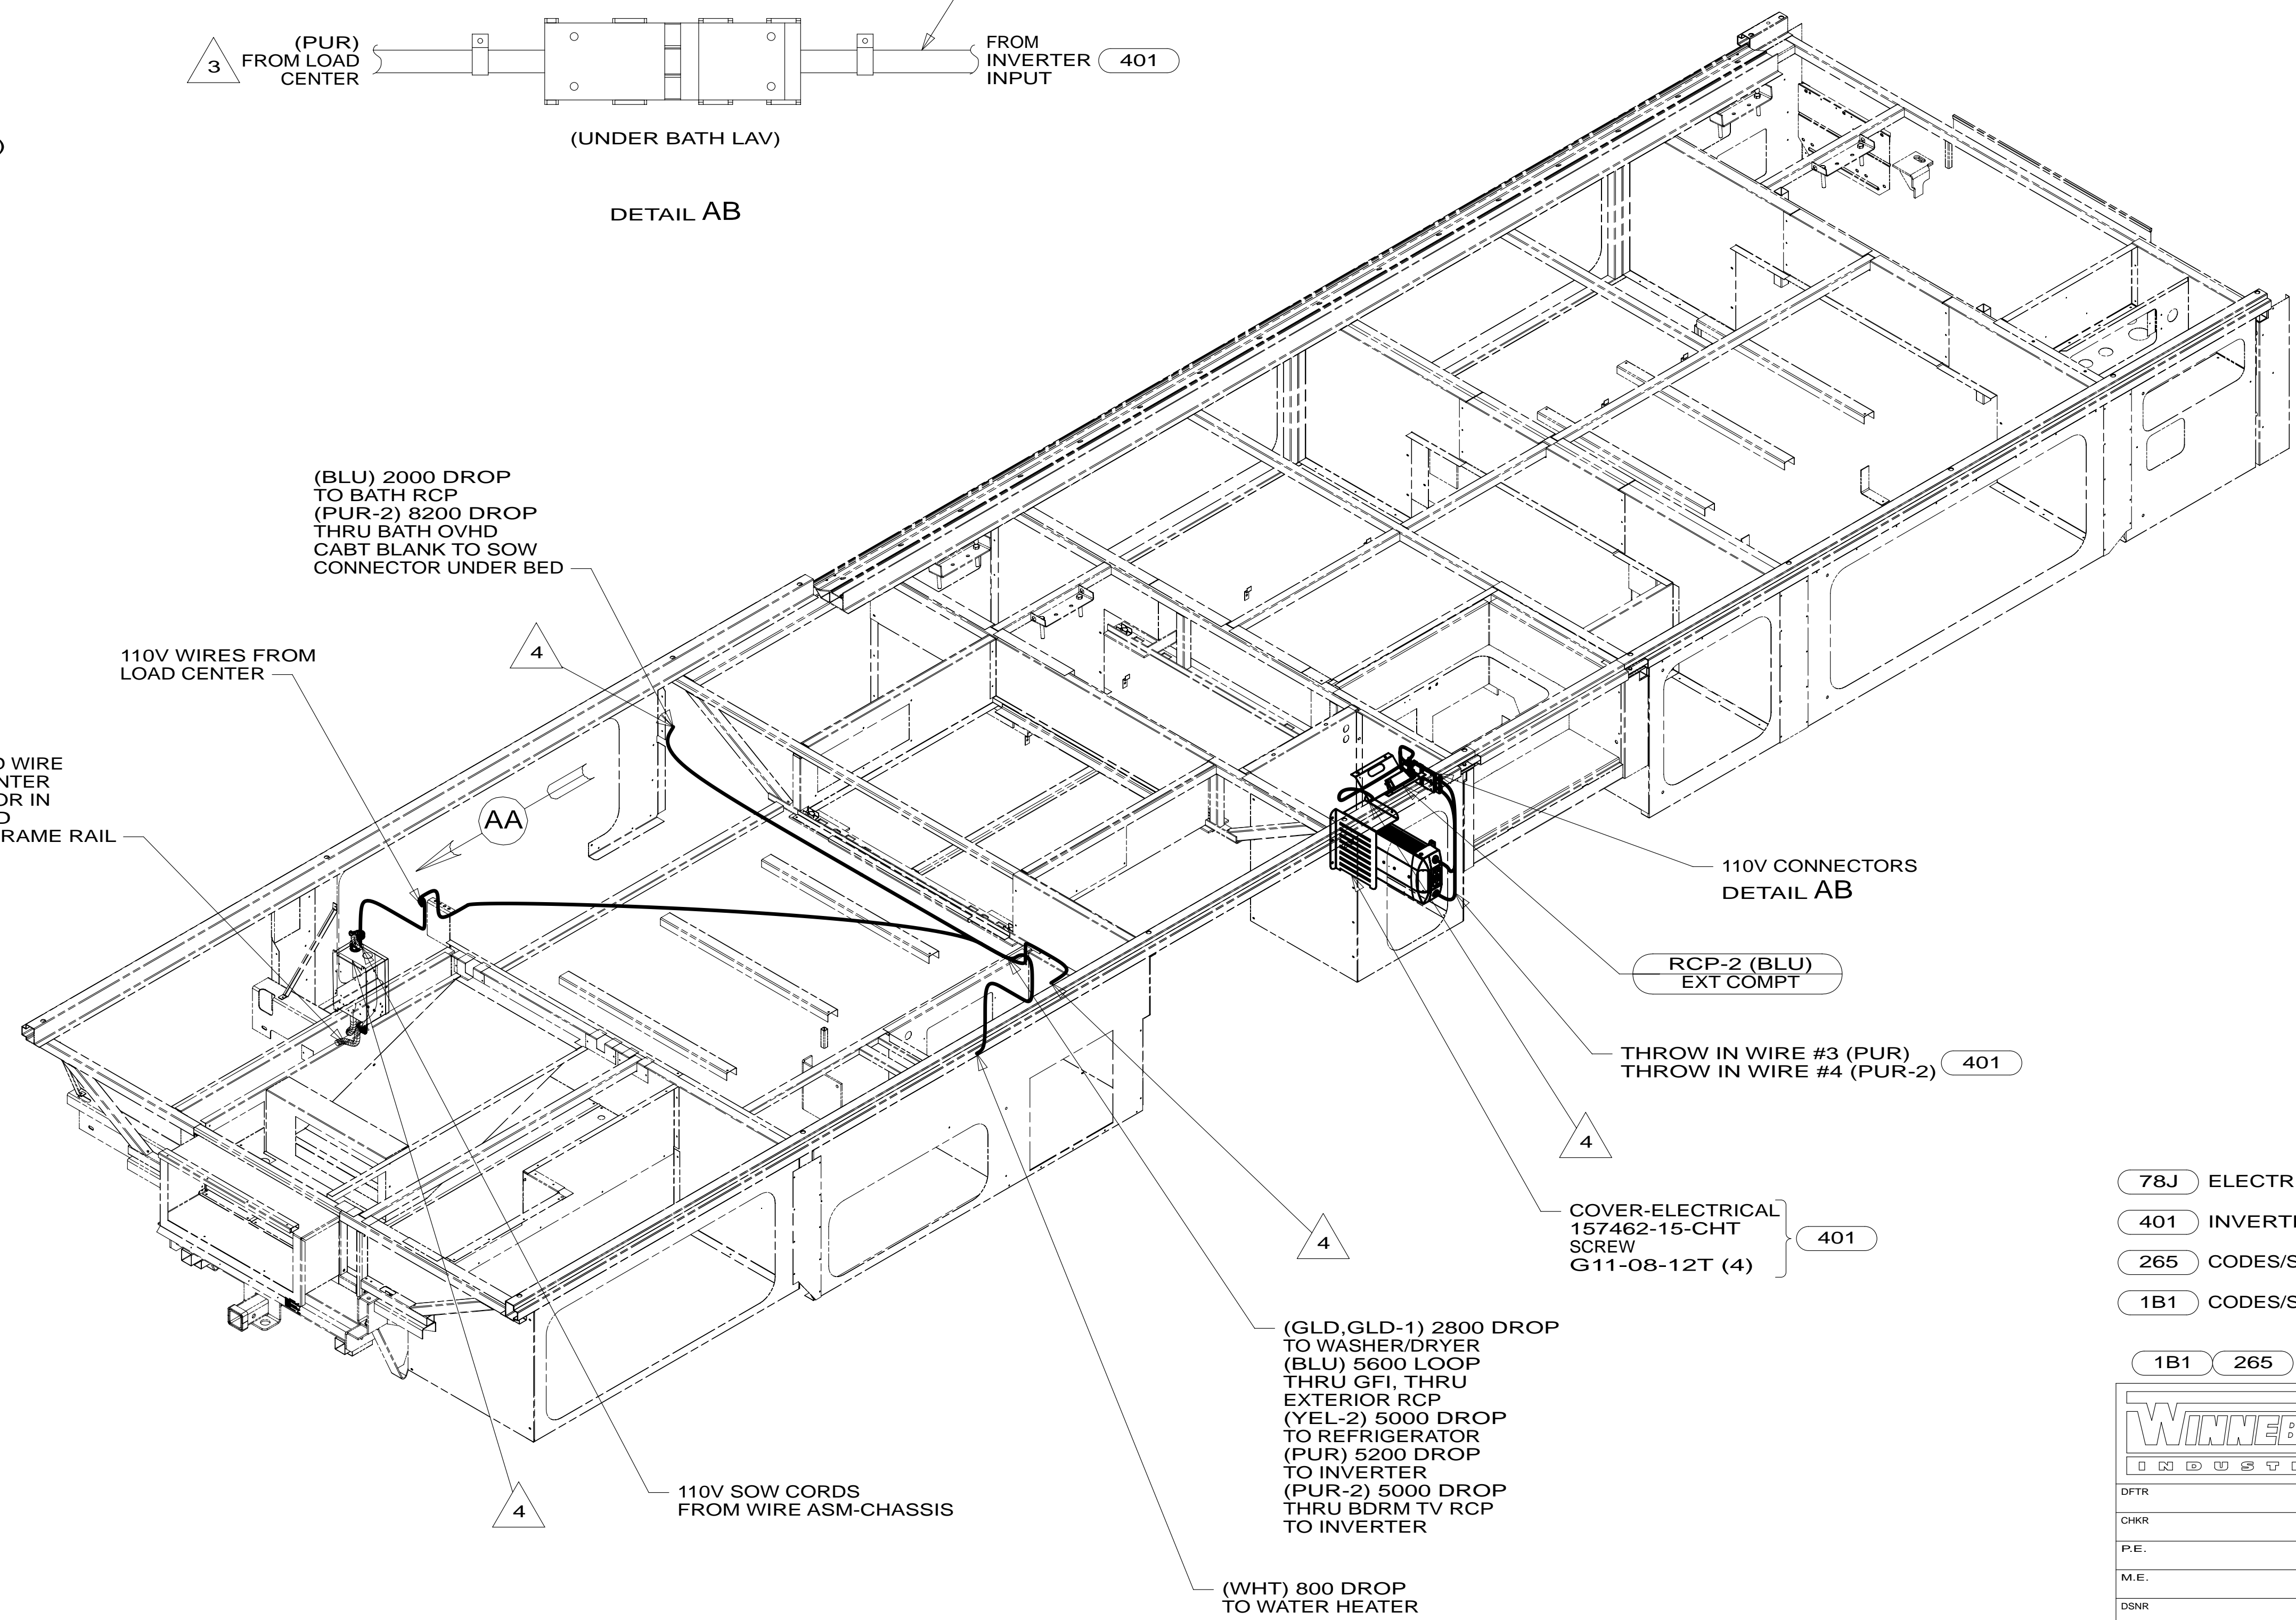 3
(PUR)
FROM LOAD
CENTER
FROM
INVERTER
INPUT
401
(UNDER BATH LAV)
DETAIL AB
(BLU) 2000 DROP
TO BATH RCP
(PUR-2) 8200 DROP
THRU BATH OVHD
CABT BLANK TO SOW
CONNECTOR UNDER BED
4
110V WIRES FROM
LOAD CENTER
WIRE
OR IN
RAME RAIL
AA
110V CONNECTORS
DETAIL AB
RCP-2 (BLU)
EXT COMPT
THROW IN WIRE #3 (PUR)
THROW IN WIRE #4 (PUR-2)
401
4
COVER-ELECTRICAL
157462-15-CHT
SCREW
G11-08-12T (4)
401
4
(GLD,GLD-1) 2800 DROP
TO WASHER/DRYER
(BLU) 5600 LOOP
THRU GFI, THRU
EXTERIOR RCP
(YEL-2) 5000 DROP
TO REFRIGERATOR
(PUR) 5200 DROP
TO INVERTER
(PUR-2) 5000 DROP
THRU BDRM TV RCP
TO INVERTER
110V SOW CORDS
FROM WIRE ASM-CHASSIS
4
(WHT) 800 DROP
TO WATER HEATER
78J ELECTR
401 INVERT
265 CODES/S
1B1 CODES/S
1B1 265
WINNEB
INDUST
DFTR
CHKR
P.E.
M.E.
DSNR